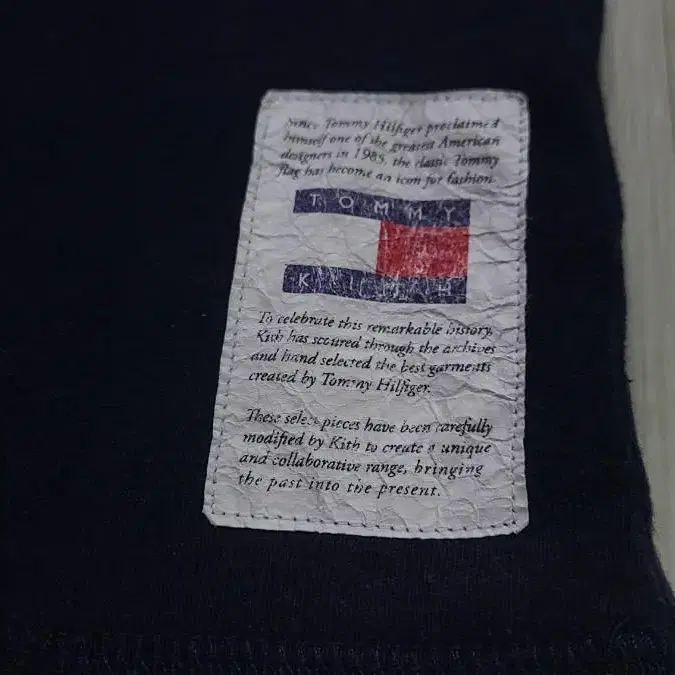 Since Tommy Hilfiger proclaimed
himself one of the greatest American
designers in 1985, the classic Tommy
flag has become an icon for fashion.
TOMMY
KITH
To celebrate this remarkable history,
Kith has scoured through the archives
and hand selected the best garments
created by Tommy Hilfiger.
These select pieces have been carefully
modified by Kith to create a unique
and collaborative range, bringing
the past into the present.